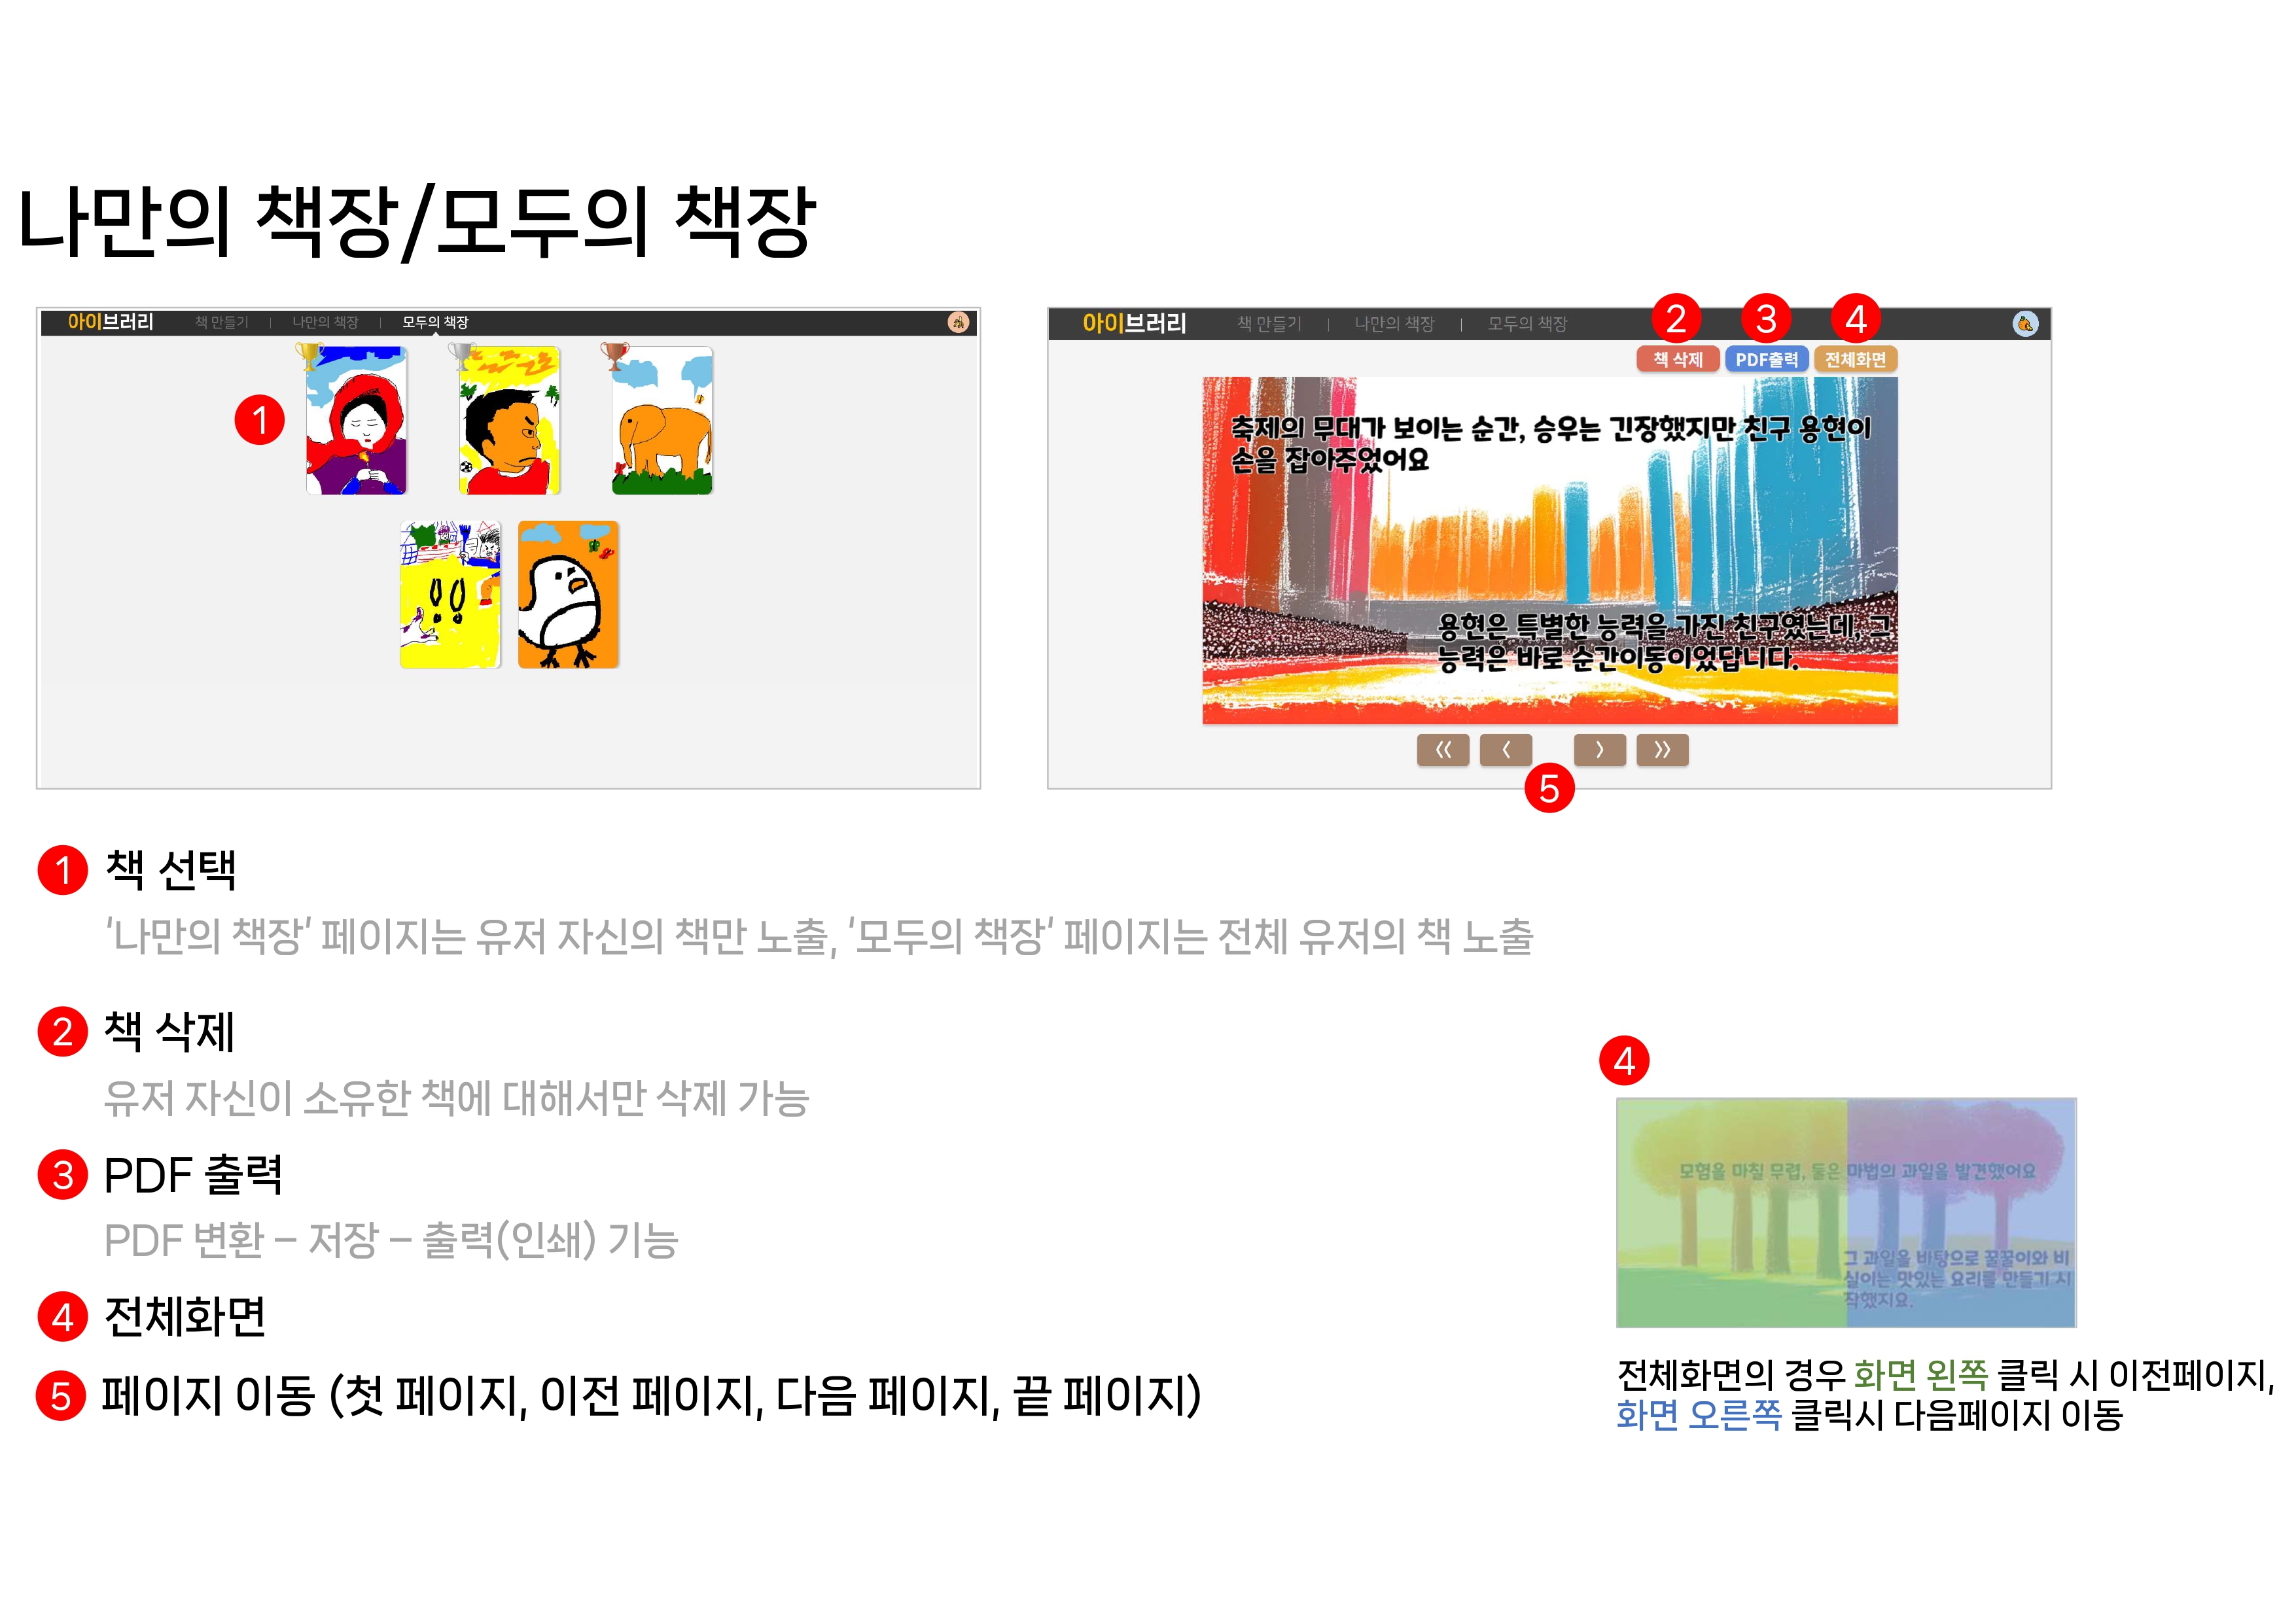 나만의 책장/모두의 책장
아이브러리 책 만들기 | 나만의 책장 | 모두의 책장
1
아이브러리 책 만들기 | 나만의 책장 | 모두의 책장
2 3 4
책 삭제 PDF출력 전체화면
축제의 무대가 보이는 순간, 승우는 긴장했지만 친구 용현이
손을 잡아주었어요
용현은 특별한 능력을 가진 친구였는데, 그
능력은 바로 순간이동이었답니다.
5
1 책 선택
‘나만의 책장‘ 페이지는 유저 자신의 책만 노출, ‘모두의 책장‘ 페이지는 전체 유저의 책 노출
2 책 삭제
유저 자신이 소유한 책에 대해서만 삭제 가능
3 PDF 출력
PDF 변환 – 저장 – 출력(인쇄) 기능
4 전체화면
5 페이지 이동 (첫 페이지, 이전 페이지, 다음 페이지, 끝 페이지)
4
모험을 마칠 무렵, 둘은 마법의 과일을 발견했어요
그 과일을 바탕으로 꿀꿀이와 비
실이는 맛있는 요리를 만들기 시
작했지요.
전체화면의 경우 화면 왼쪽 클릭 시 이전페이지,
화면 오른쪽 클릭시 다음페이지 이동